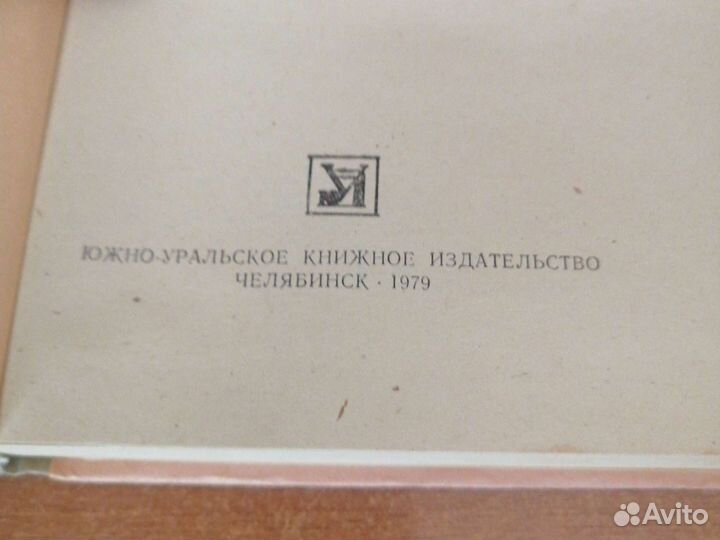 ЮЖНО-УРАЛЬСКОЕ КНИЖНОЕ ИЗДАТЕЛЬСТВО
ЧЕЛЯБИНСК · 1979
Avito